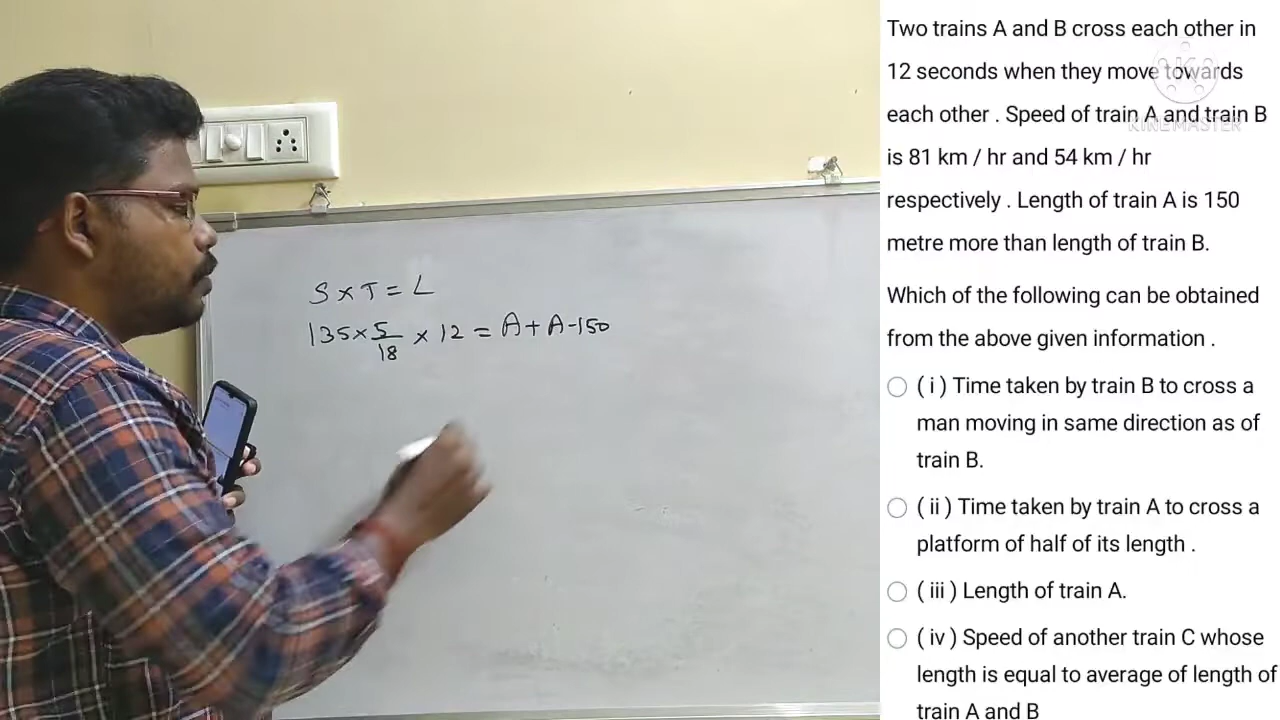 S x T = L
135 x 5/18 x 12 = A + A - 150
Two trains A and B cross each other in
12 seconds when they move towards
each other . Speed of train A and train B
is 81 km / hr and 54 km / hr
respectively . Length of train A is 150
metre more than length of train B.
Which of the following can be obtained
from the above given information .
( i ) Time taken by train B to cross a
man moving in same direction as of
train B.
( ii ) Time taken by train A to cross a
platform of half of its length .
( iii ) Length of train A.
( iv ) Speed of another train C whose
length is equal to average of length of
train A and B
KINEMASTER